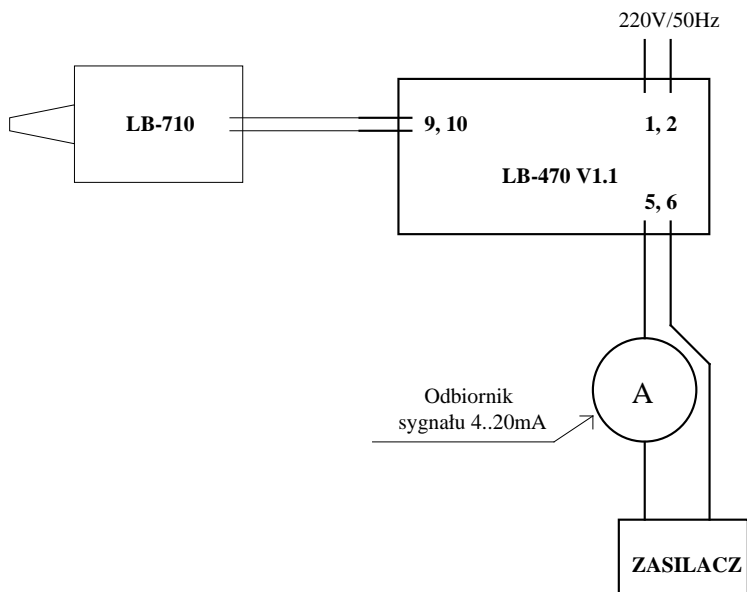 220V/50Hz
LB-710
9, 10
1, 2
LB-470 V1.1
5, 6
A
Odbiornik
sygnału 4..20mA
ZASILACZ